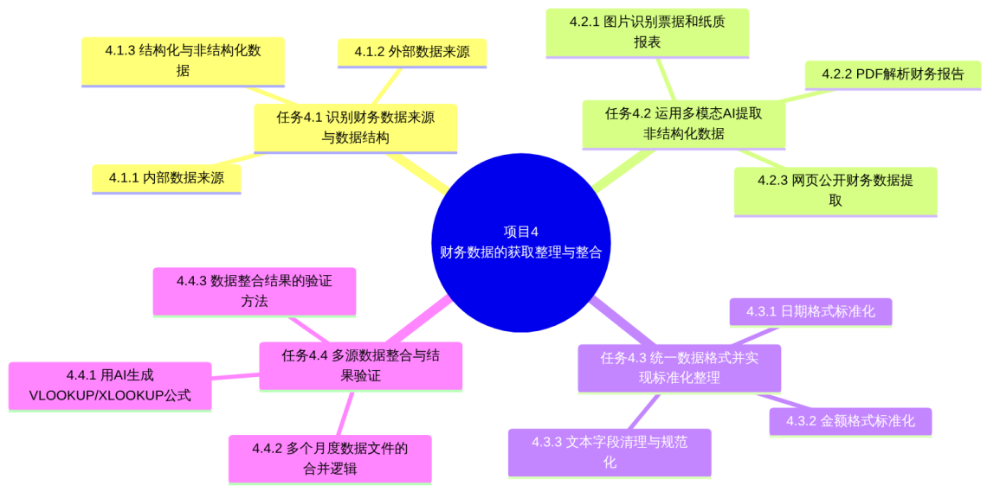 项目4
财务数据的获取整理与整合
任务4.1 识别财务数据来源
与数据结构
4.1.1 内部数据来源
4.1.2 外部数据来源
4.1.3 结构化与非结构化数
据
任务4.2 运用多模态AI提取
非结构化数据
4.2.1 图片识别票据和纸质
报表
4.2.2 PDF解析财务报告
4.2.3 网页公开财务数据提
取
任务4.3 统一数据格式并实
现标准化整理
4.3.1 日期格式标准化
4.3.2 金额格式标准化
4.3.3 文本字段清理与规范
化
任务4.4 多源数据整合与结
果验证
4.4.1 用AI生成
VLOOKUP/XLOOKUP公式
4.4.2 多个月度数据文件的
合并逻辑
4.4.3 数据整合结果的验证
方法